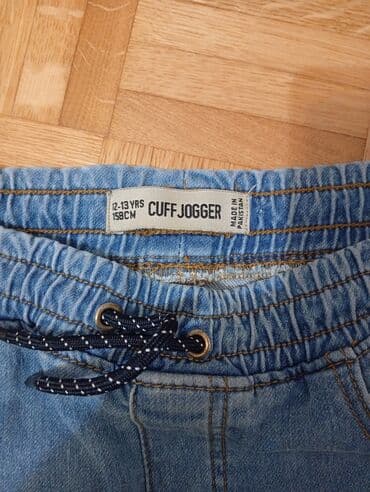 12-13 YRS
158CM
CUFF JOGGER
MADE IN
PAKISTAN